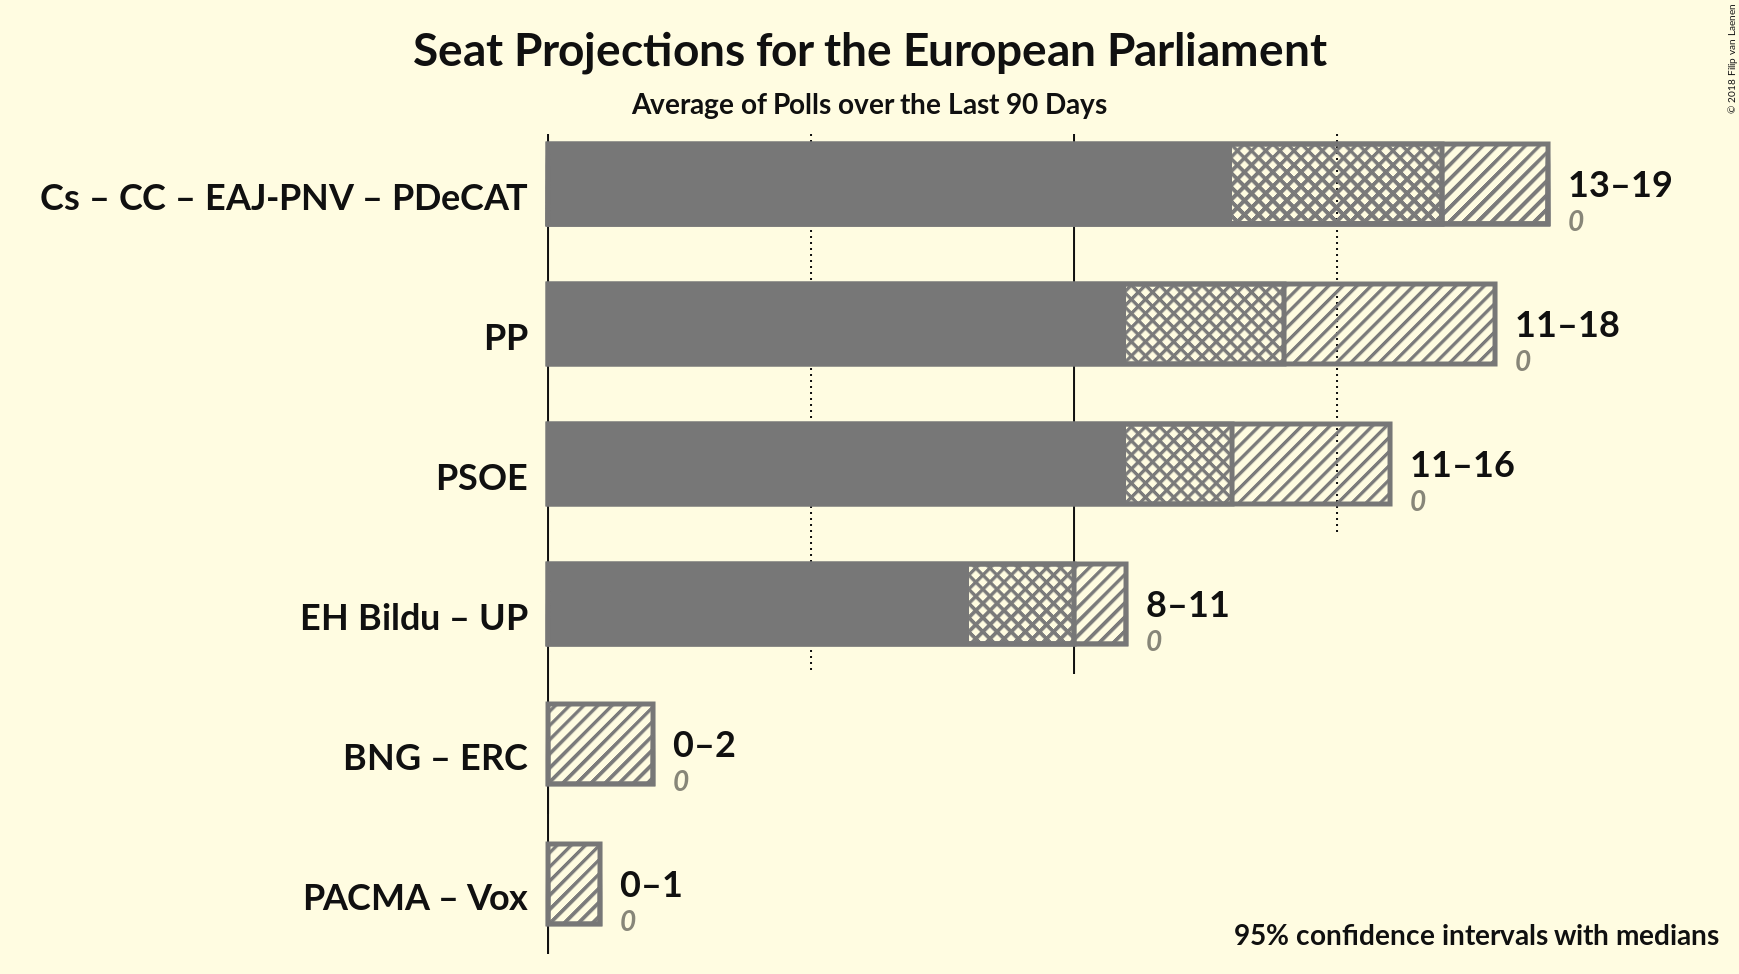 Seat Projections for the European Parliament
Average of Polls over the Last 90 Days
© 2018 Filip van Laenen
Cs – CC – EAJ-PNV – PDeCAT
13–19
0
PP
11–18
0
PSOE
11–16
0
EH Bildu – UP
8–11
0
BNG – ERC
0–2
0
PACMA – Vox
0–1
0
95% confidence intervals with medians